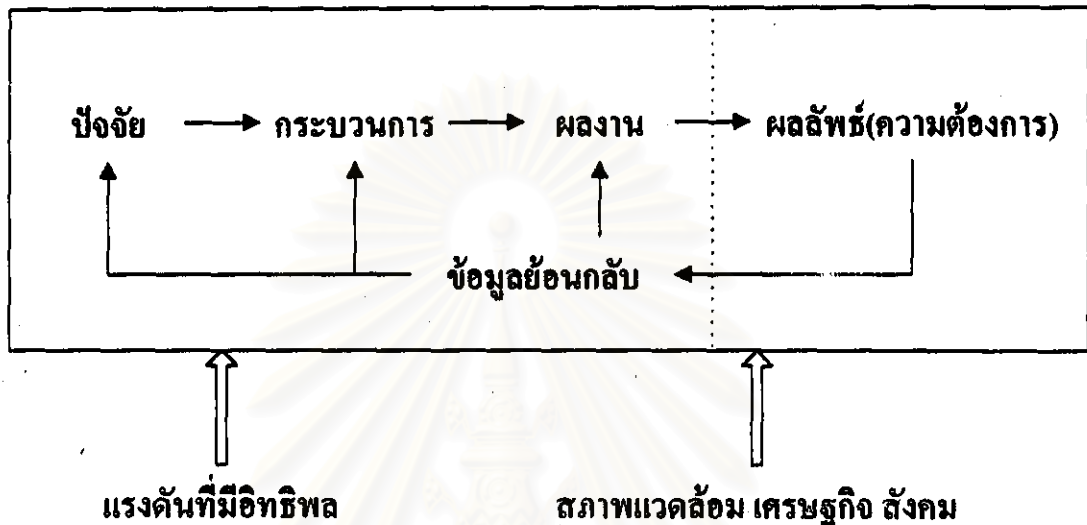 ปัจจัย กระบวนการ ผลงาน ผลลัพธ์(ความต้องการ)
ข้อมูลย้อนกลับ
แรงดันที่มีอิทธิพล สภาพแวดล้อม เศรษฐกิจ สังคม